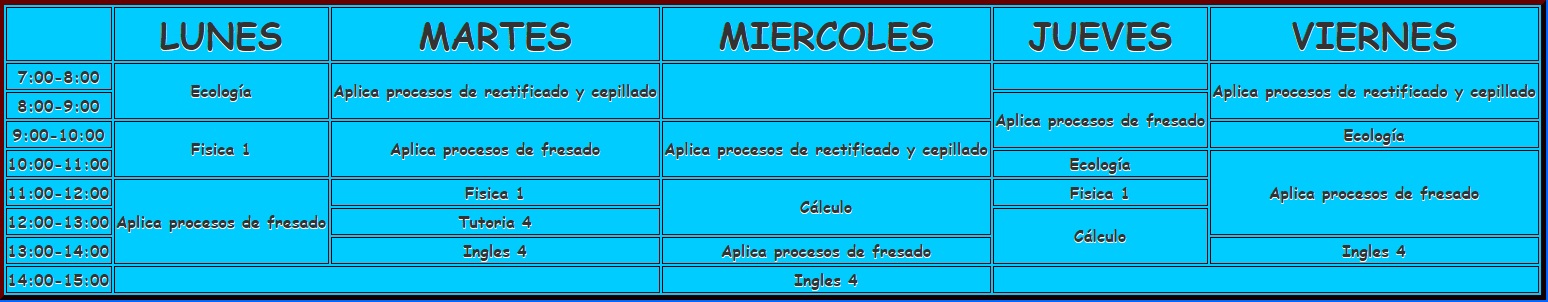 LUNES MARTES MIERCOLES JUEVES VIERNES
7:00-8:00 Ecología Aplica procesos de rectificado y cepillado Aplica procesos de rectificado y cepillado
8:00-9:00 Aplica procesos de fresado
9:00-10:00 Fisica 1 Aplica procesos de fresado Aplica procesos de rectificado y cepillado Ecología
10:00-11:00 Ecología Aplica procesos de fresado
11:00-12:00 Aplica procesos de fresado Fisica 1 Cálculo Fisica 1
12:00-13:00 Tutoria 4 Cálculo
13:00-14:00 Ingles 4 Aplica procesos de fresado Ingles 4
14:00-15:00 Ingles 4